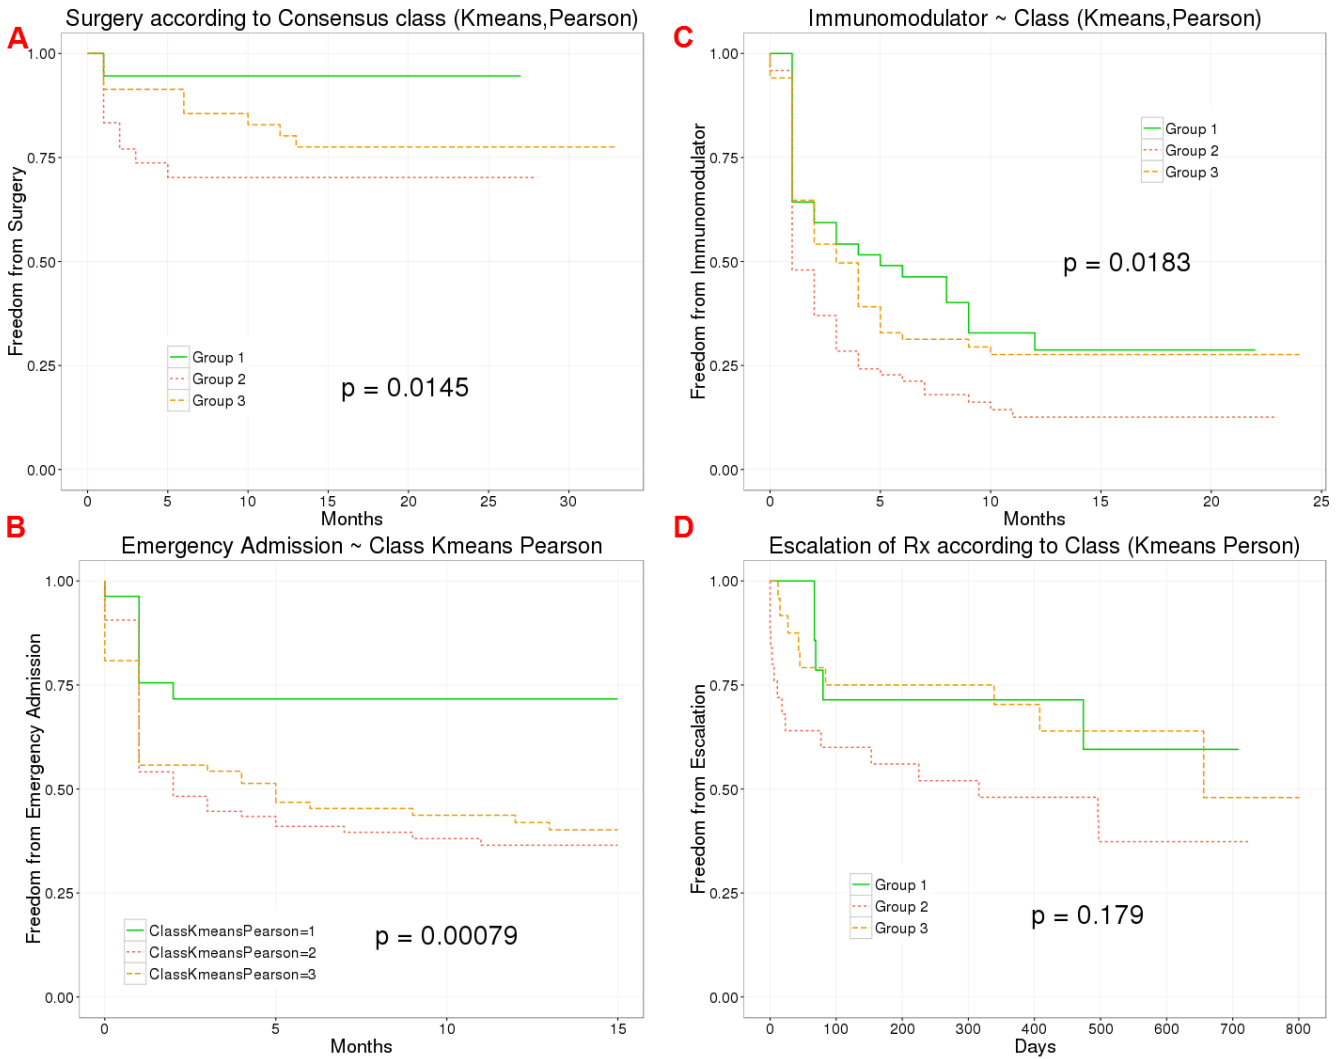 A
Surgery according to Consensus class (Kmeans,Pearson)
Freedom from Surgery
1.00
0.75
0.50
0.25
0.00
Group 1
Group 2
Group 3
p = 0.0145
0 5 10 15 20 25 30
Months
C
Immunomodulator ~ Class (Kmeans,Pearson)
Freedom from Immunomodulator
1.00
0.75
0.50
0.25
0.00
Group 1
Group 2
Group 3
p = 0.0183
0 5 10 15 20 25
Months
B
Emergency Admission ~ Class Kmeans Pearson
Freedom from Emergency Admission
1.00
0.75
0.50
0.25
0.00
ClassKmeansPearson=1
ClassKmeansPearson=2
ClassKmeansPearson=3
p = 0.00079
0 5 10 15
Months
D
Escalation of Rx according to Class (Kmeans Person)
Freedom from Escalation
1.00
0.75
0.50
0.25
0.00
Group 1
Group 2
Group 3
p = 0.179
0 100 200 300 400 500 600 700 800
Days